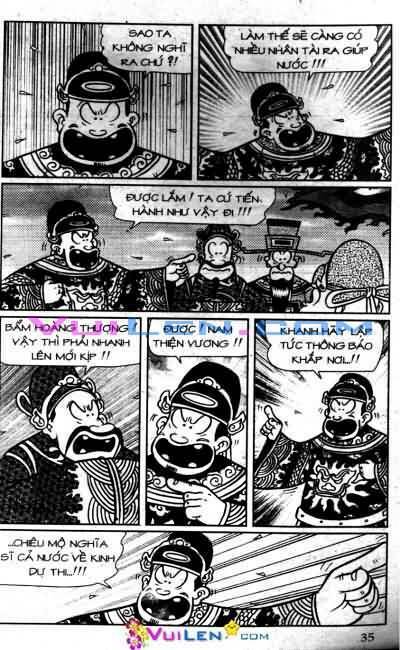 SAO TA
KHÔNG NGHĨ
RA CHỨ ?!
LÀM THẾ SẼ CÀNG CÓ
NHIỀU NHÂN TÀI RA GIÚP
NƯỚC !!!
ĐƯỢC LẮM ! TA CỨ TIẾN
HÀNH NHƯ VẬY ĐI !!!
BẨM HOÀNG THƯỢNG
VẬY THÌ PHẢI NHANH
LÊN MỚI KỊP !!
ĐƯỢC ! NAM
THIỆN VƯƠNG !!
KHANH HÃY LẬP
TỨC THÔNG BÁO
KHẮP NƠI..!!
VUILEN.COM
...CHIÊU MỘ NGHĨA
SĨ CẢ NƯỚC VỀ KINH
DỰ THI...!!!
VUILEN.COM
35